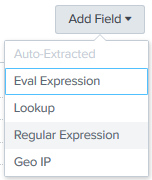 Add Field
Auto-Extracted
Eval Expression
Lookup
Regular Expression
Geo IP